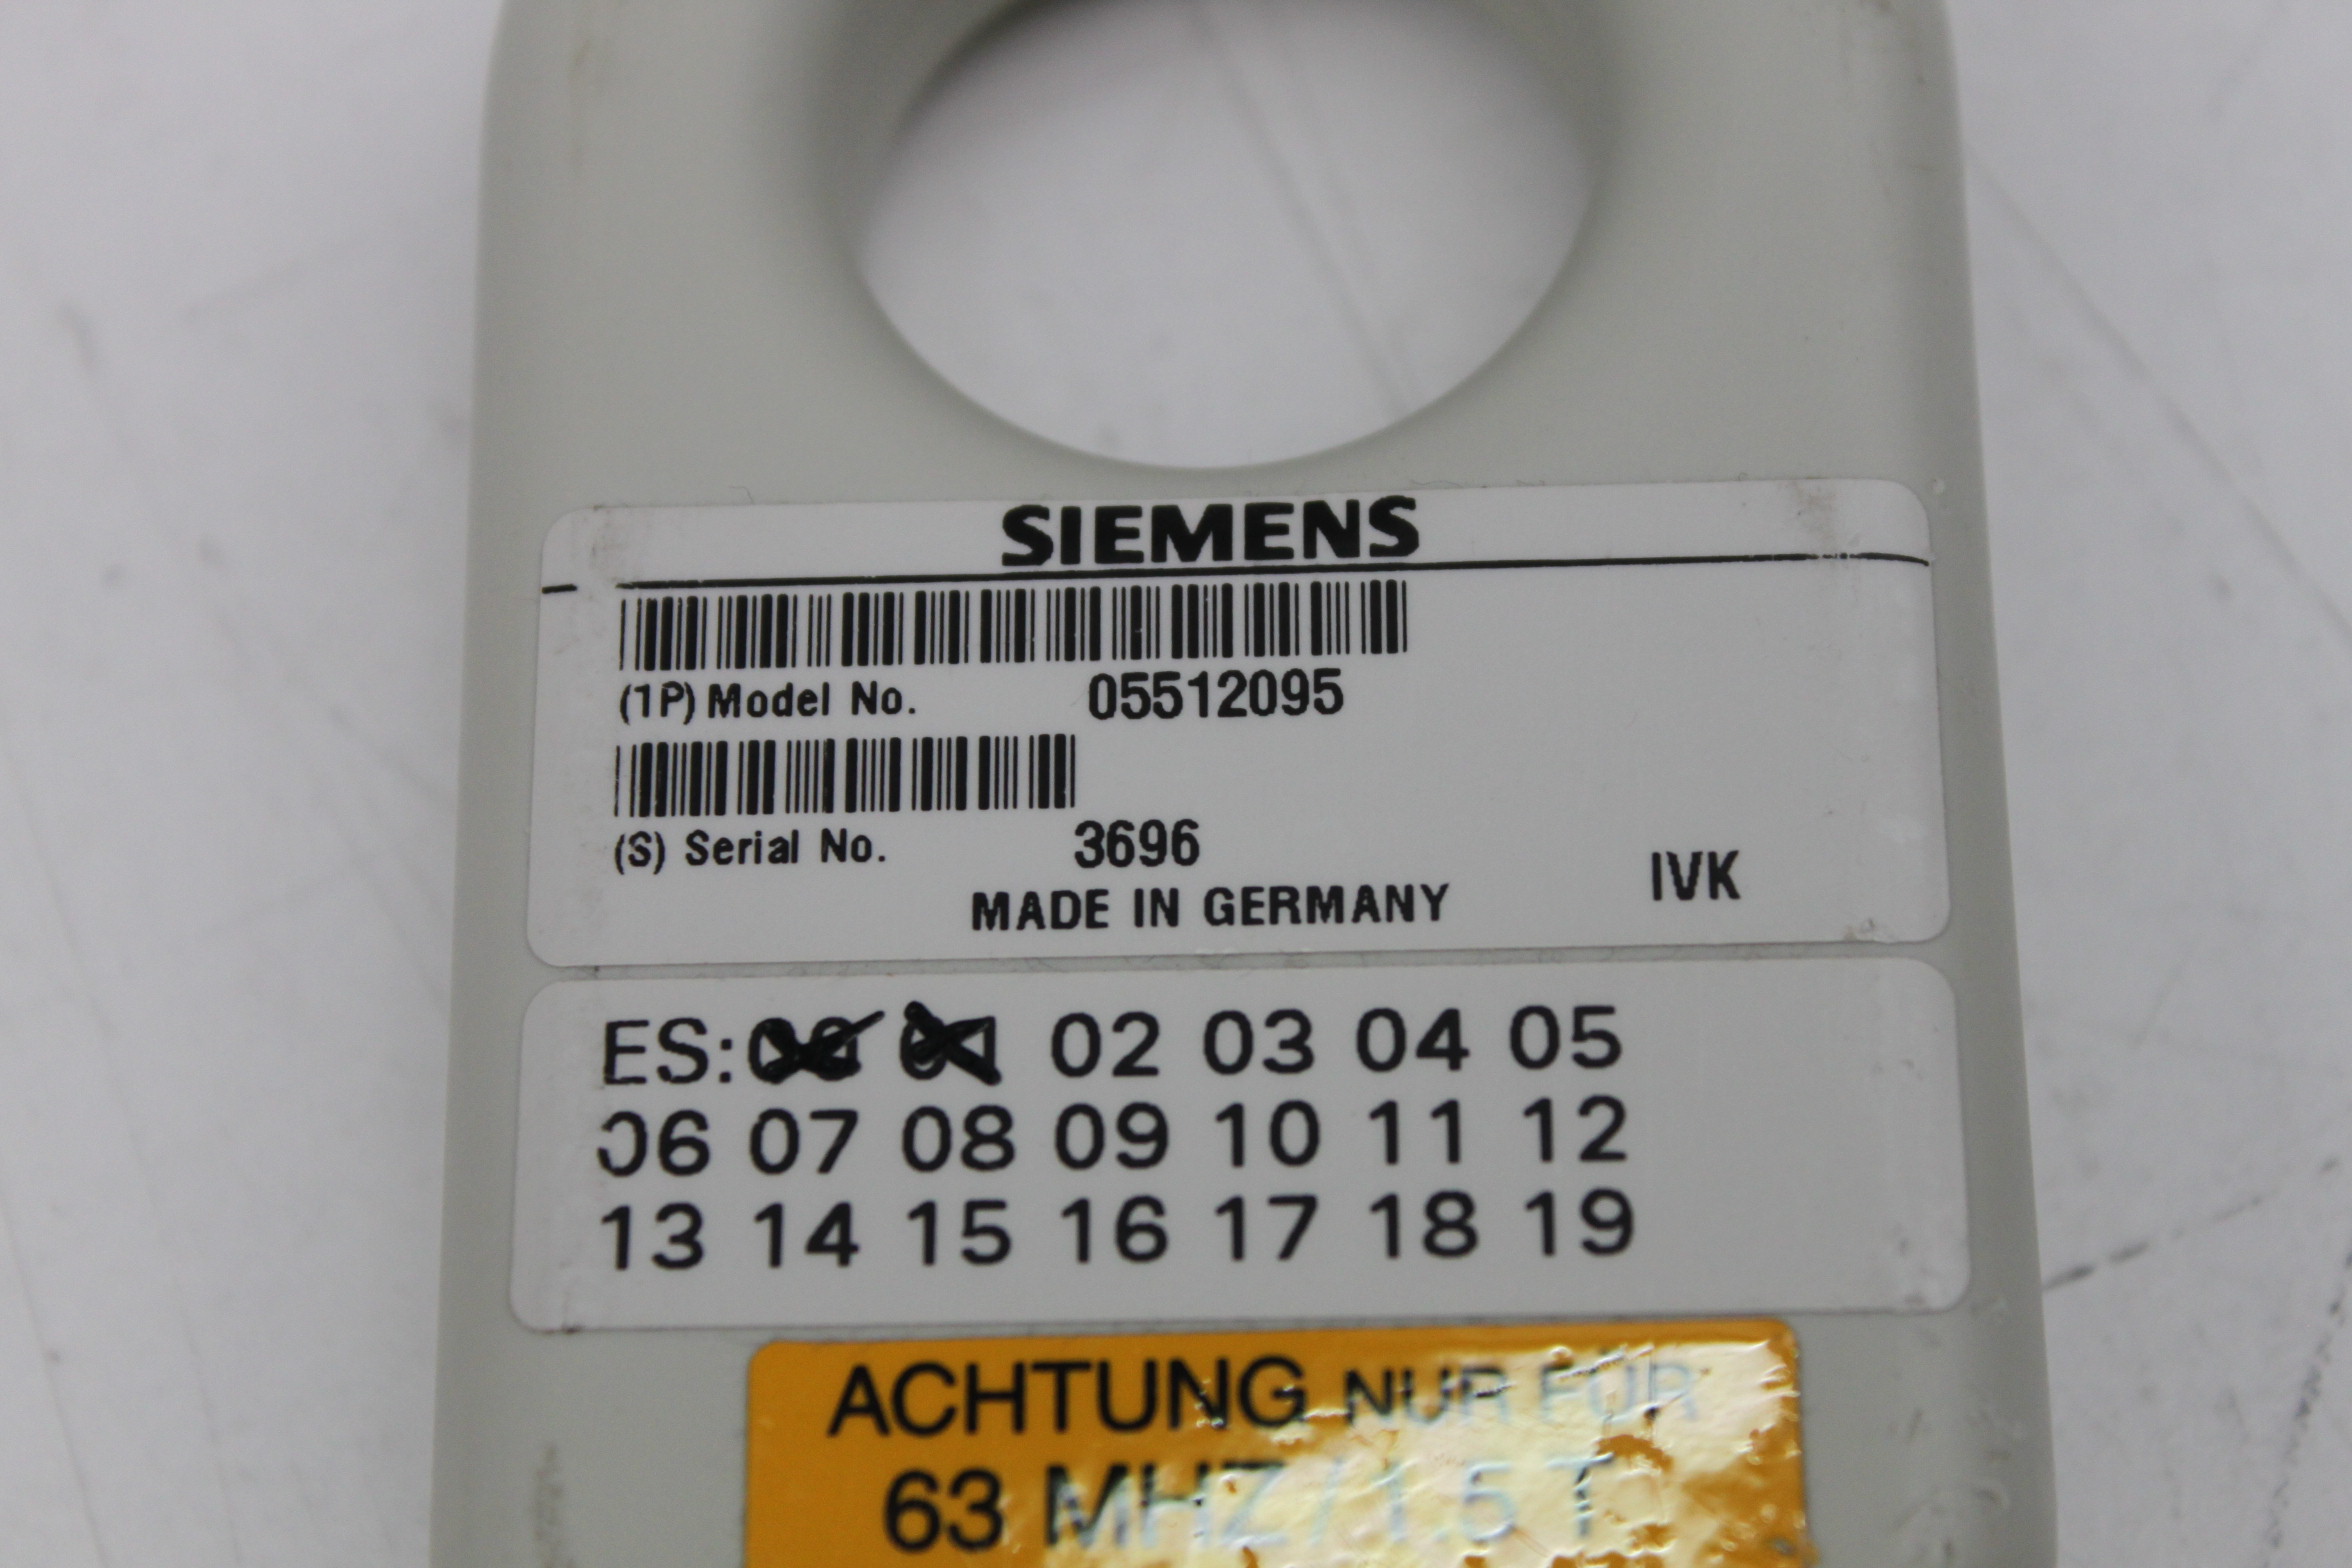 SIEMENS
(1P) Model No. 05512095
(S) Serial No. 3696
IVK
MADE IN GERMANY
ES: 00 01 02 03 04 05
06 07 08 09 10 11 12
13 14 15 16 17 18 19
ACHTUNG NUR FÜR
63 MHZ / 1.5 T